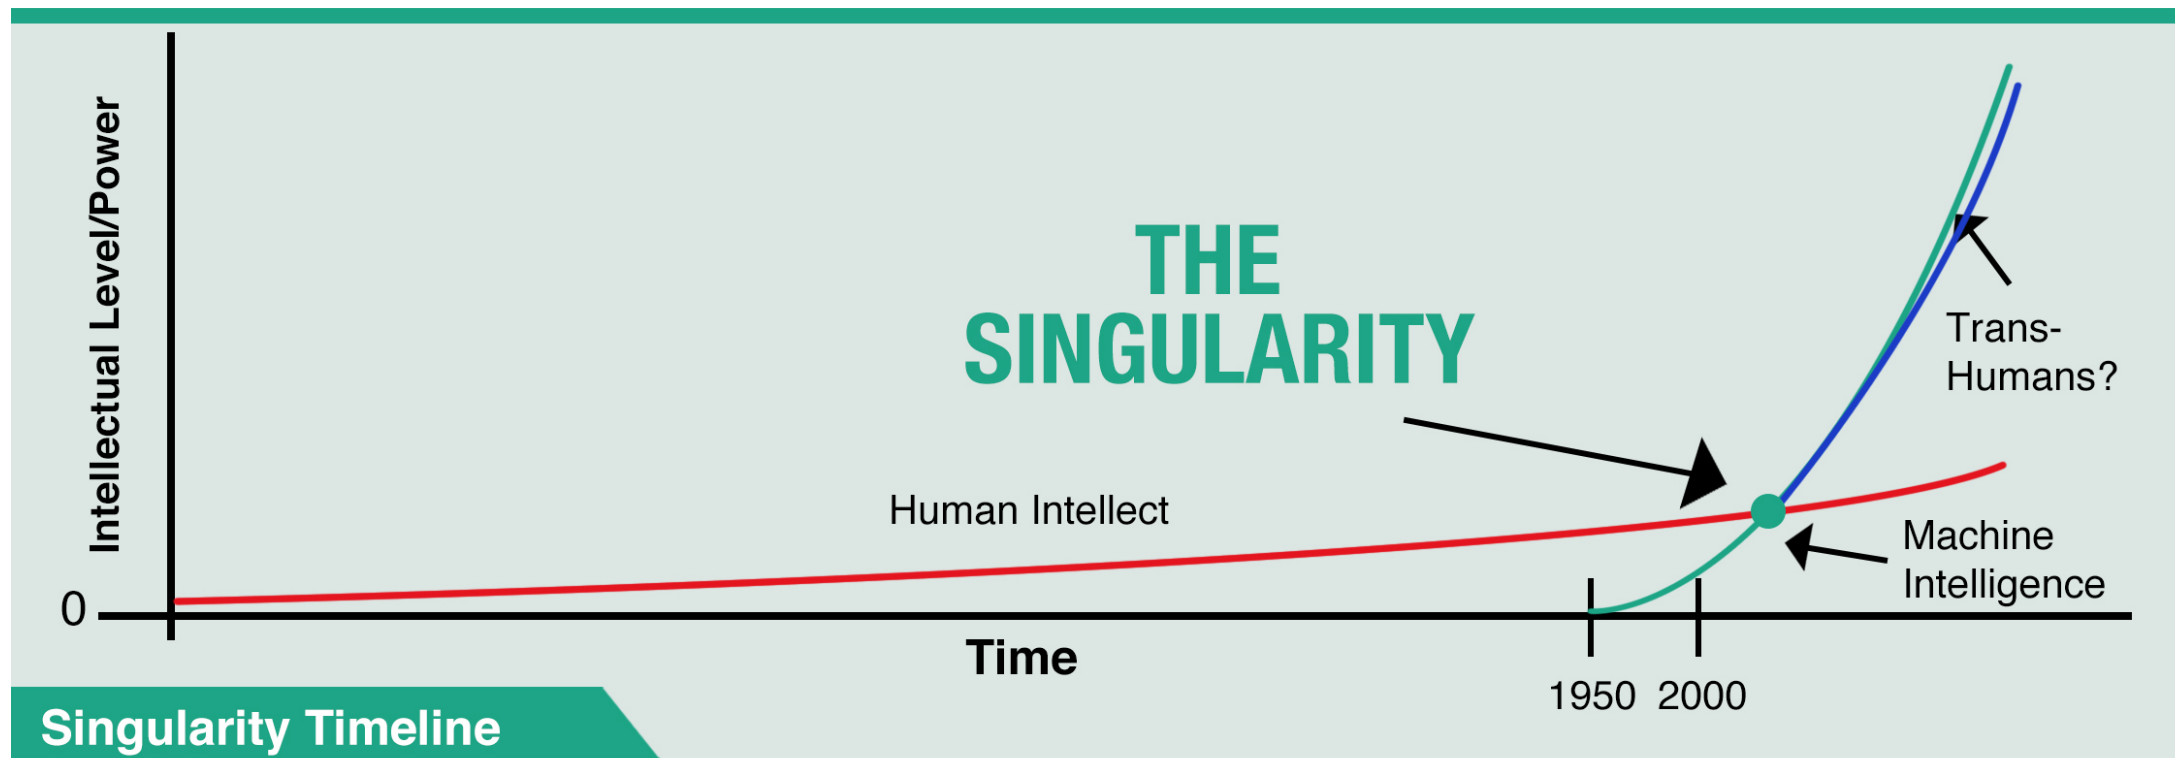 Intellectual Level/Power
THE
SINGULARITY
Trans-
Humans?
Human Intellect
Machine
Intelligence
0
Time
1950 2000
Singularity Timeline